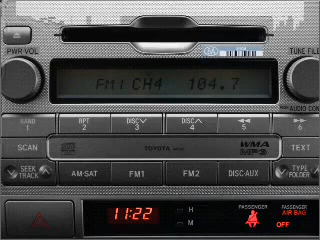 PWR·VOL
TUNE FILE
FM1 CH4 104.7
AUDIO CON
BAND 1
RPT 2
DISC∨ 3
DISC∧ 4
◄◄ 5
►► 6
SCAN
TOYOTA
WMA
MP3
TEXT
SEEK TRACK
AM·SAT
FM1
FM2
DISC·AUX
TYPE FOLDER
11:22
H
M
PASSENGER
PASSENGER
AIR BAG
OFF